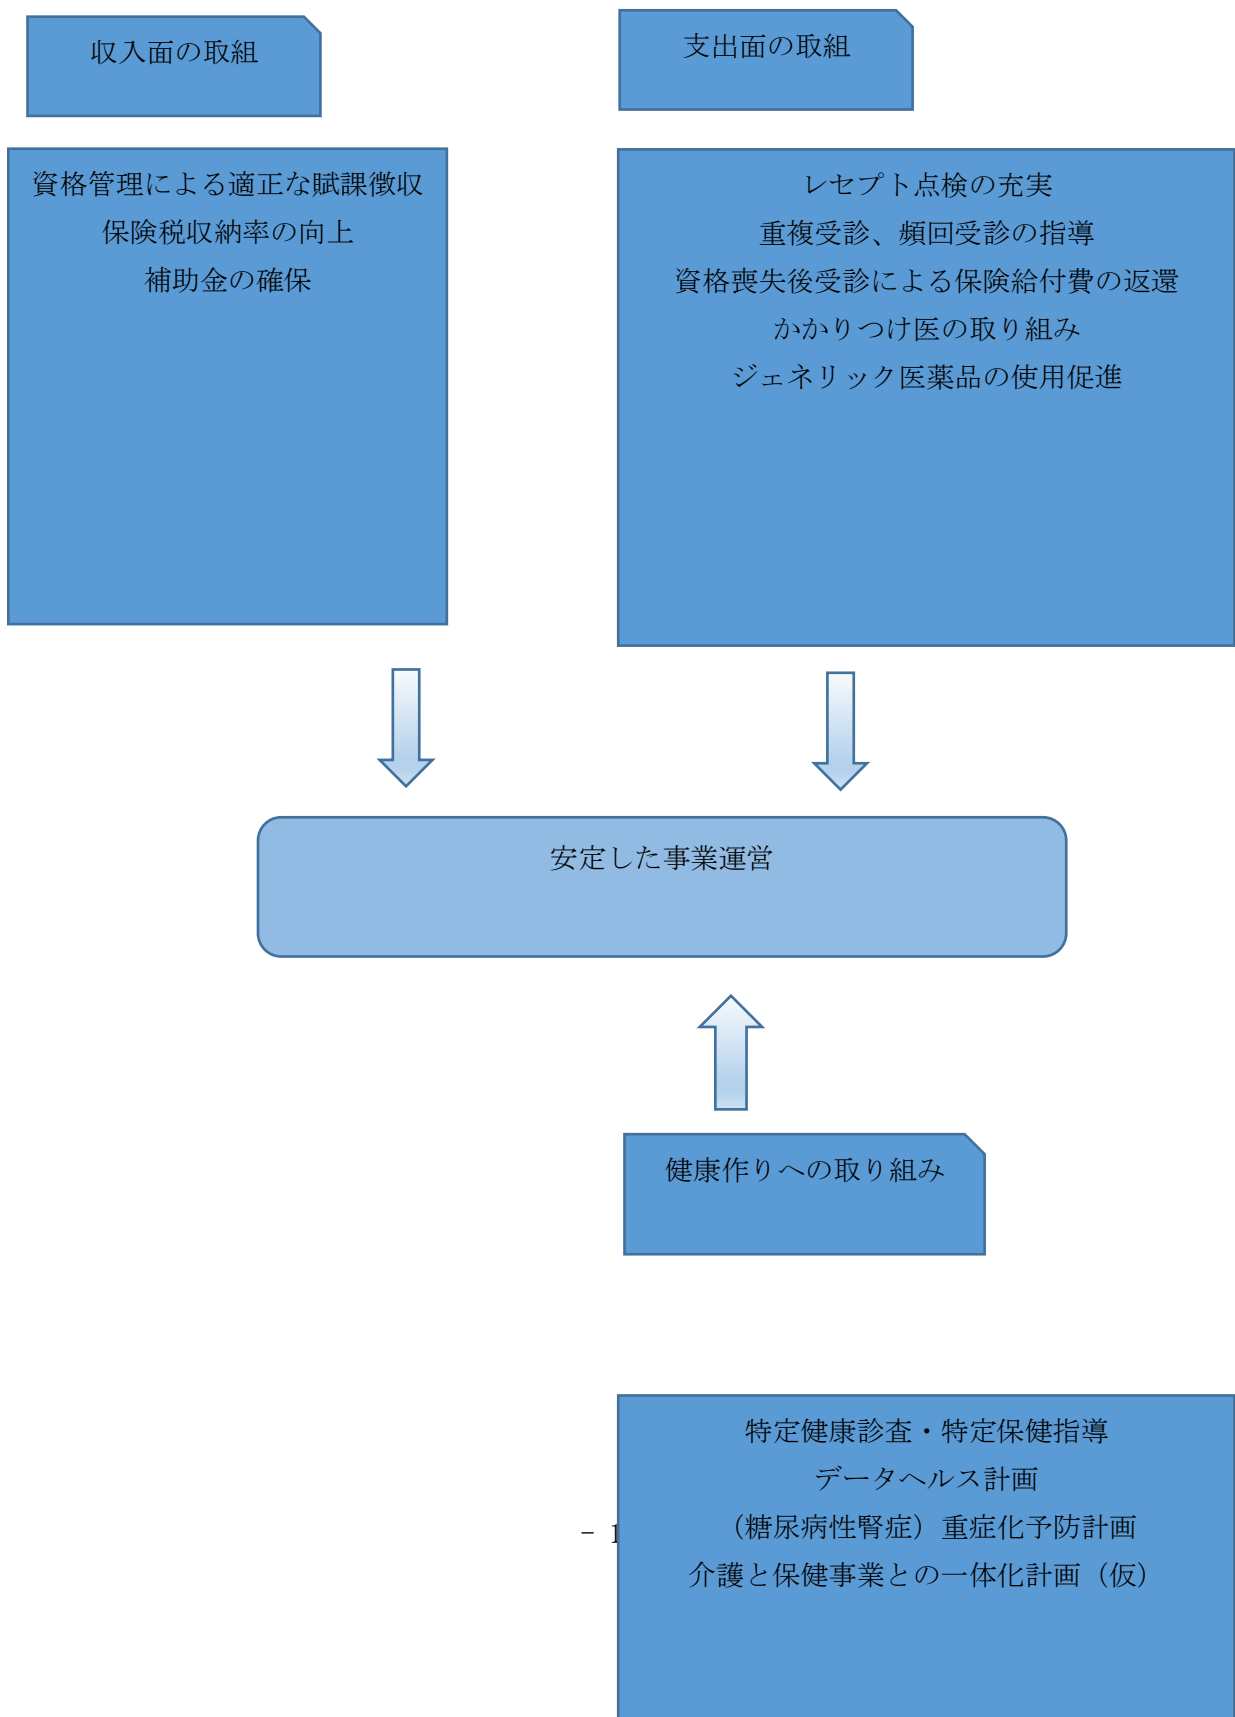 収入面の取組
支出面の取組
資格管理による適正な賦課徴収
保険税収納率の向上
補助金の確保
レセプト点検の充実
重複受診、頻回受診の指導
資格喪失後受診による保険給付費の返還
かかりつけ医の取り組み
ジェネリック医薬品の使用促進
安定した事業運営
健康作りへの取り組み
特定健康診査・特定保健指導
データヘルス計画
（糖尿病性腎症）重症化予防計画
介護と保健事業との一体化計画（仮）